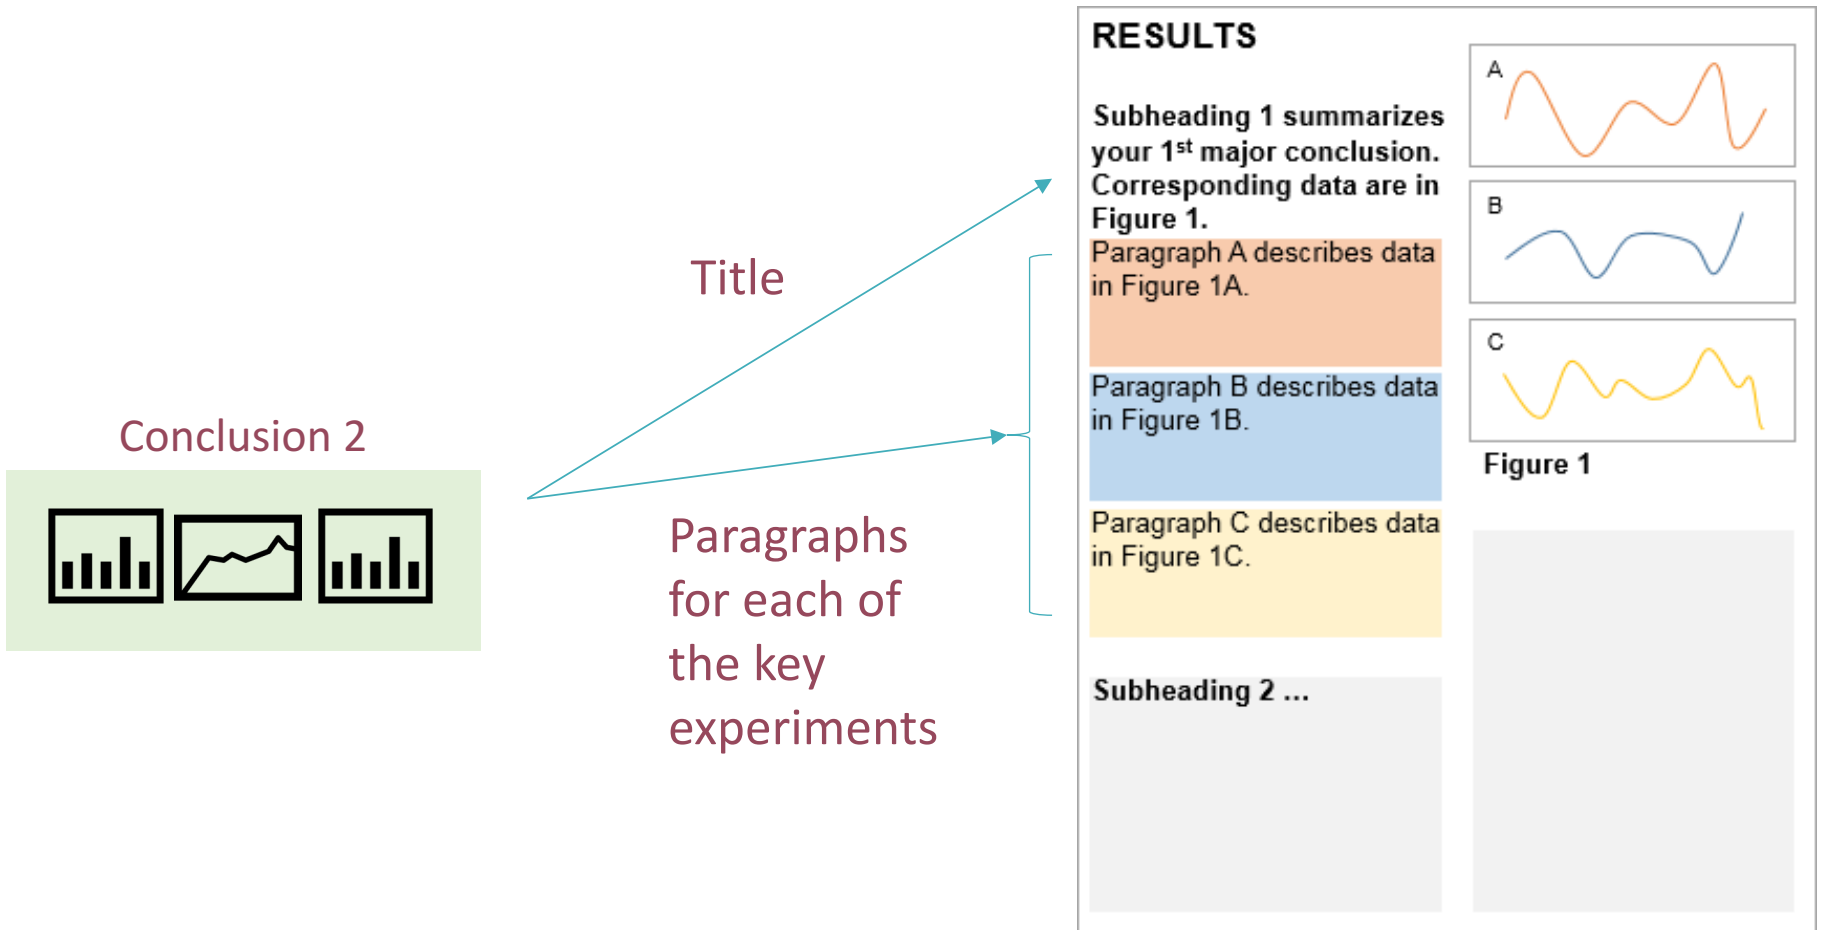 Conclusion 2
Title
Paragraphs
for each of
the key
experiments
RESULTS
Subheading 1 summarizes
your 1st major conclusion.
Corresponding data are in
Figure 1.
Paragraph A describes data
in Figure 1A.
Paragraph B describes data
in Figure 1B.
Paragraph C describes data
in Figure 1C.
Subheading 2 ...
A
B
C
Figure 1